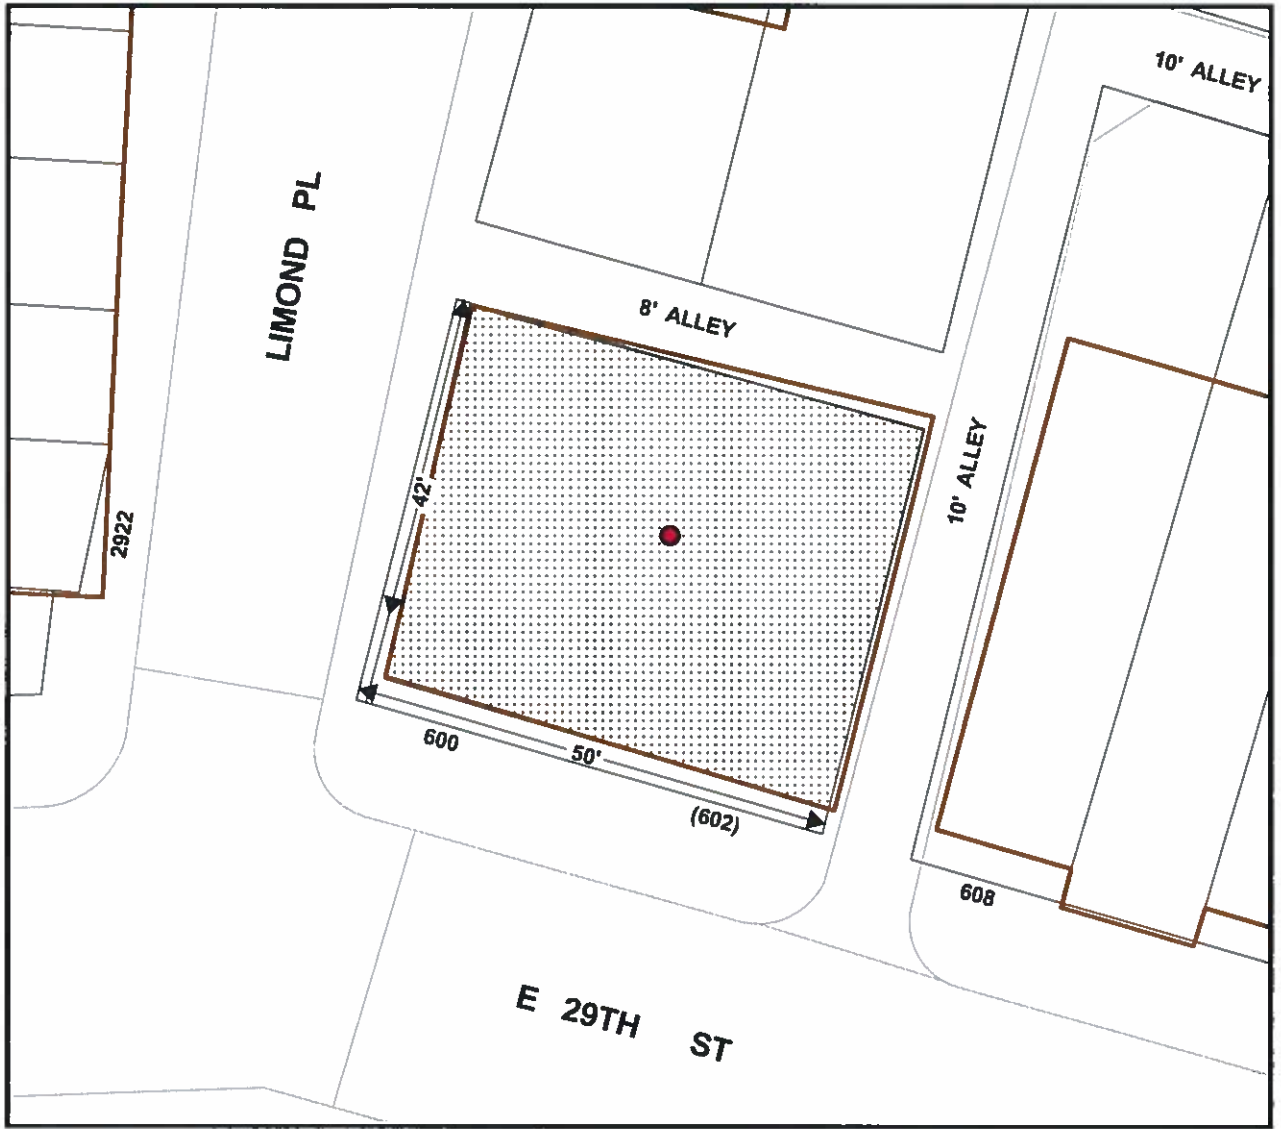 10' ALLEY
LIMOND PL
8' ALLEY
10' ALLEY
42'
2922
600
50'
(602)
608
E 29TH ST